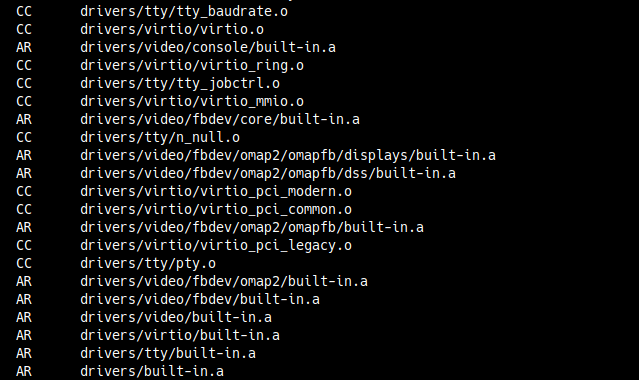 CC drivers/tty/tty_baudrate.o
CC drivers/virtio/virtio.o
AR drivers/video/console/built-in.a
CC drivers/virtio/virtio_ring.o
CC drivers/tty/tty_jobctrl.o
CC drivers/virtio/virtio_mmio.o
AR drivers/video/fbdev/core/built-in.a
CC drivers/tty/n_null.o
AR drivers/video/fbdev/omap2/omapfb/displays/built-in.a
AR drivers/video/fbdev/omap2/omapfb/dss/built-in.a
CC drivers/virtio/virtio_pci_modern.o
CC drivers/virtio/virtio_pci_common.o
AR drivers/video/fbdev/omap2/omapfb/built-in.a
CC drivers/virtio/virtio_pci_legacy.o
CC drivers/tty/pty.o
AR drivers/video/fbdev/omap2/built-in.a
AR drivers/video/fbdev/built-in.a
AR drivers/video/built-in.a
AR drivers/virtio/built-in.a
AR drivers/tty/built-in.a
AR drivers/built-in.a